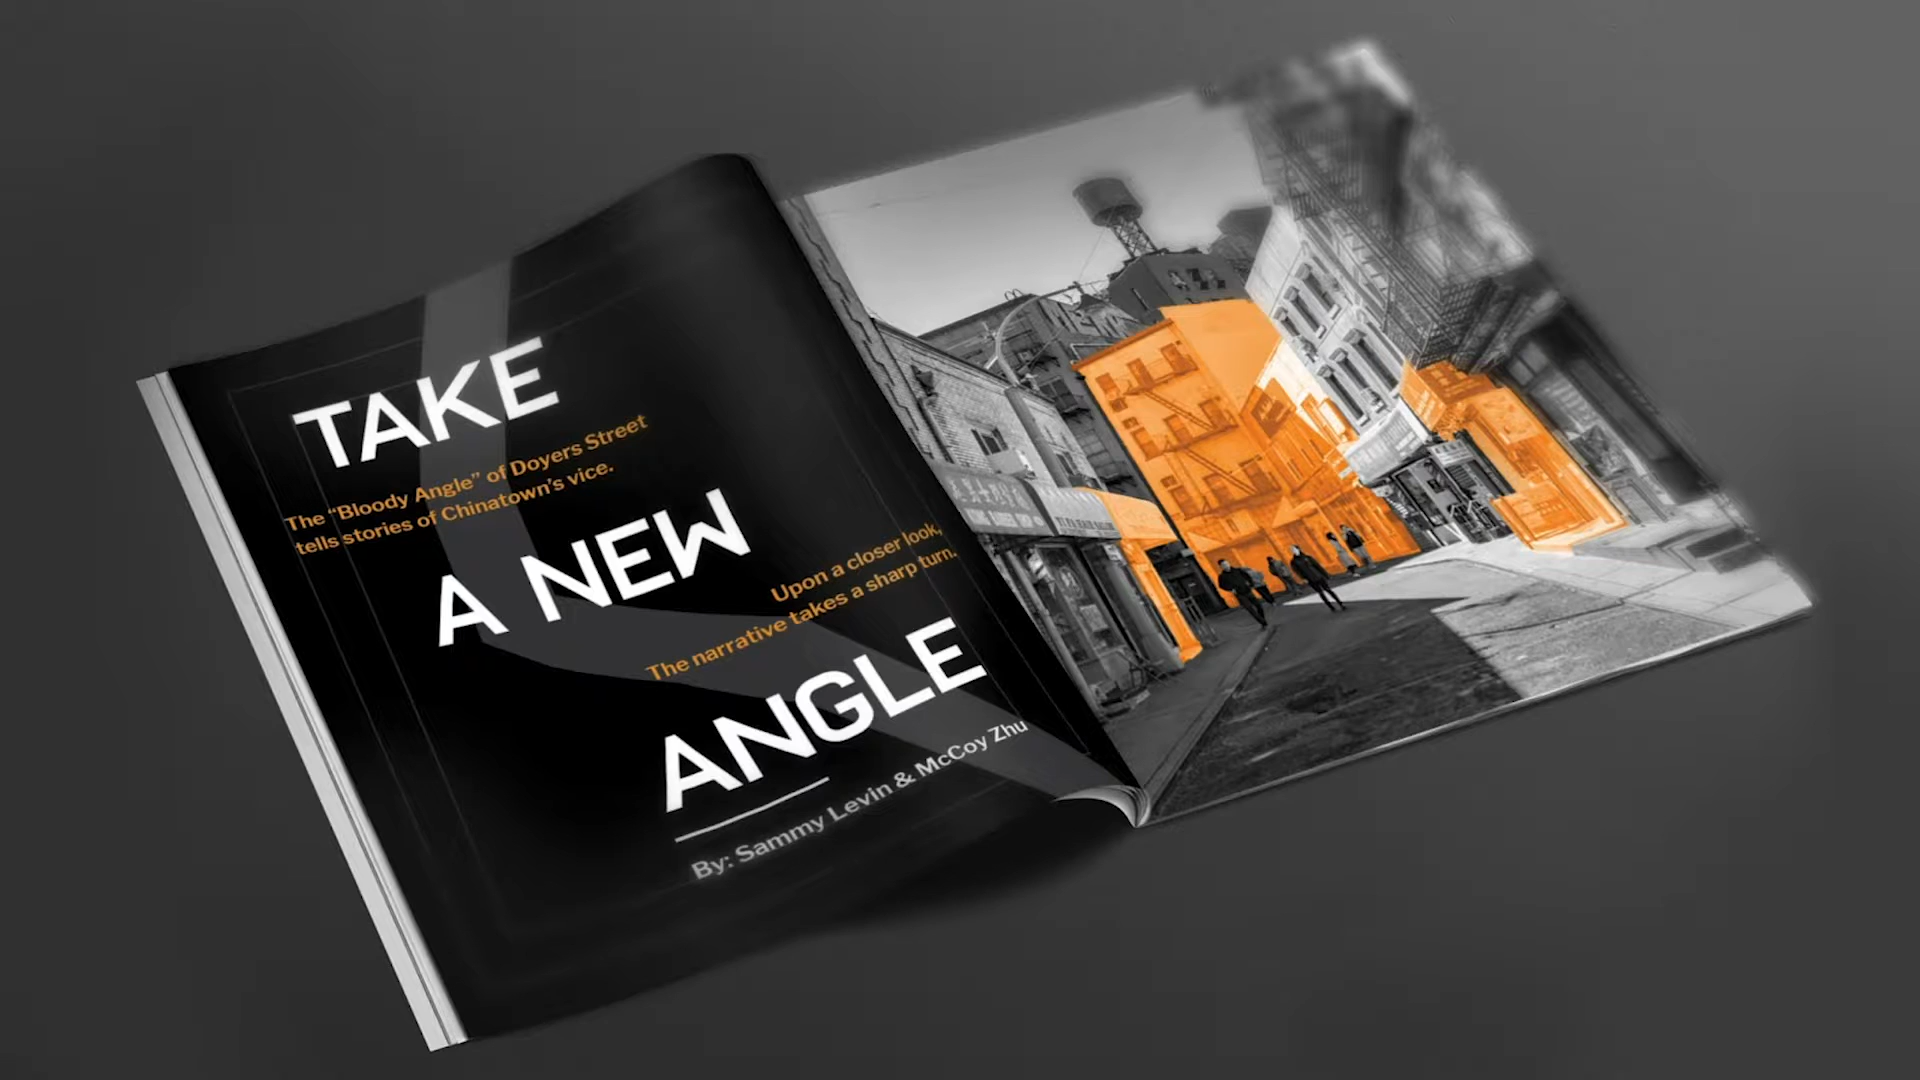 TAKE
The “Bloody Angle” of Doyers Street
tells stories of Chinatown’s vice.
A NEW
Upon a closer look,
The narrative takes a sharp turn.
ANGLE
By: Sammy Levin & McCoy Zhu